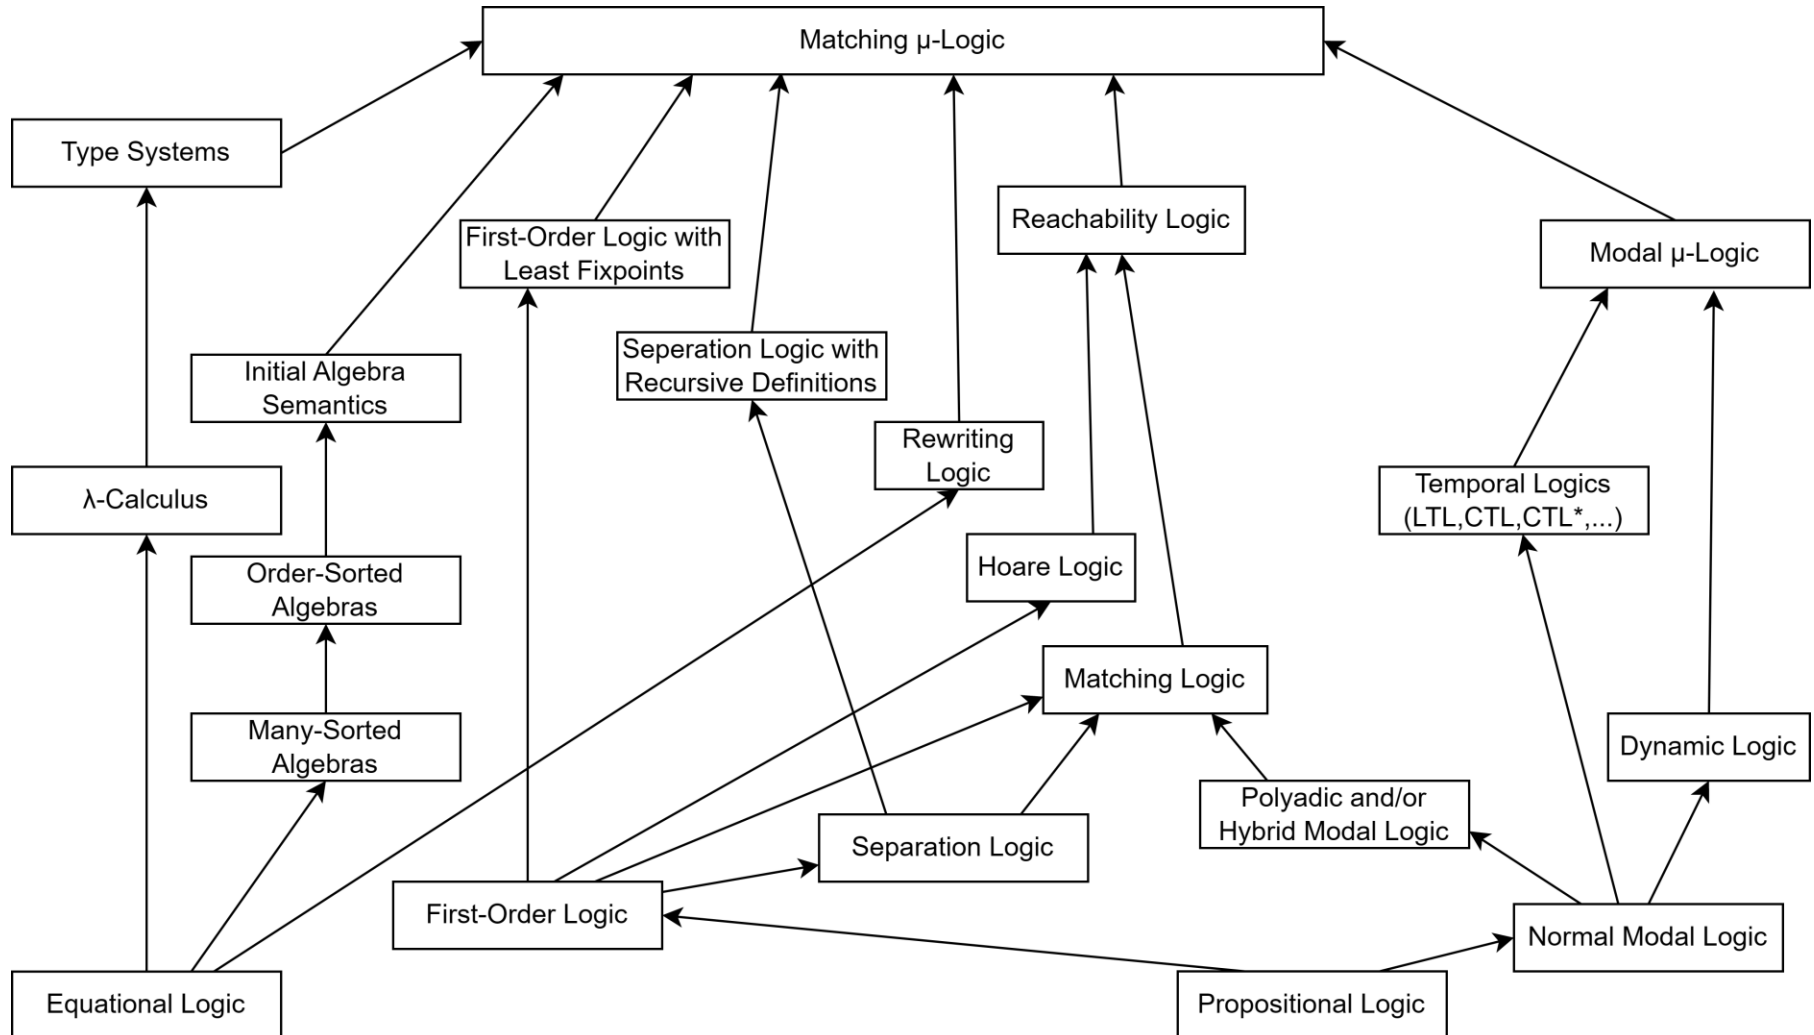 Matching μ-Logic
Type Systems
Reachability Logic
First-Order Logic with
Least Fixpoints
Modal μ-Logic
Seperation Logic with
Recursive Definitions
Initial Algebra
Semantics
Rewriting
Logic
λ-Calculus
Temporal Logics
(LTL,CTL,CTL*,...)
Order-Sorted
Algebras
Hoare Logic
Matching Logic
Many-Sorted
Algebras
Dynamic Logic
Polyadic and/or
Hybrid Modal Logic
Separation Logic
First-Order Logic
Normal Modal Logic
Equational Logic
Propositional Logic